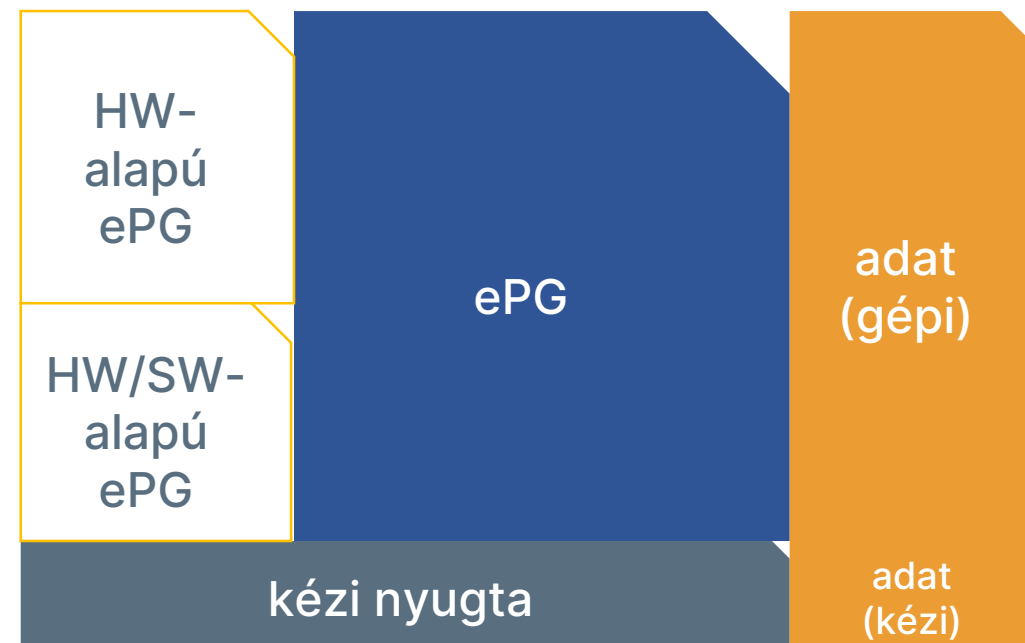 HW-
alapú
ePG
HW/SW-
alapú
ePG
ePG
adat
(gépi)
kézi nyugta
adat
(kézi)